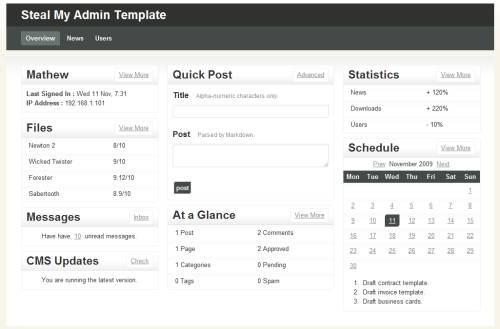 Steal My Admin Template
Overview News Users
Mathew View More
Last Signed In : Wed 11 Nov, 7:31
IP Address : 192.168.1.101
Files View More
Newton 2 8/10
Wicked Twister 9/10
Forester 9.12/10
Sabertooth 8.9/10
Messages Inbox
Have have 10 unread messages.
CMS Updates Check
You are running the latest version.
Quick Post Advanced
Title Alpha-numeric characters only.
Post Parsed by Markdown.
post
At a Glance View More
1 Post 2 Comments
1 Page 2 Approved
1 Categories 0 Pending
0 Tags 0 Spam
Statistics View More
News + 120%
Downloads + 220%
Users - 10%
Schedule View More
Prev November 2009 Next
Mon Tue Wed Thu Fri Sat Sun
1
2 3 4 5 6 7 8
9 10 11 12 13 14 15
16 17 18 19 20 21 22
23 24 25 26 27 28 29
30
1. Draft contract template.
2. Draft invoice template.
3. Draft business cards.